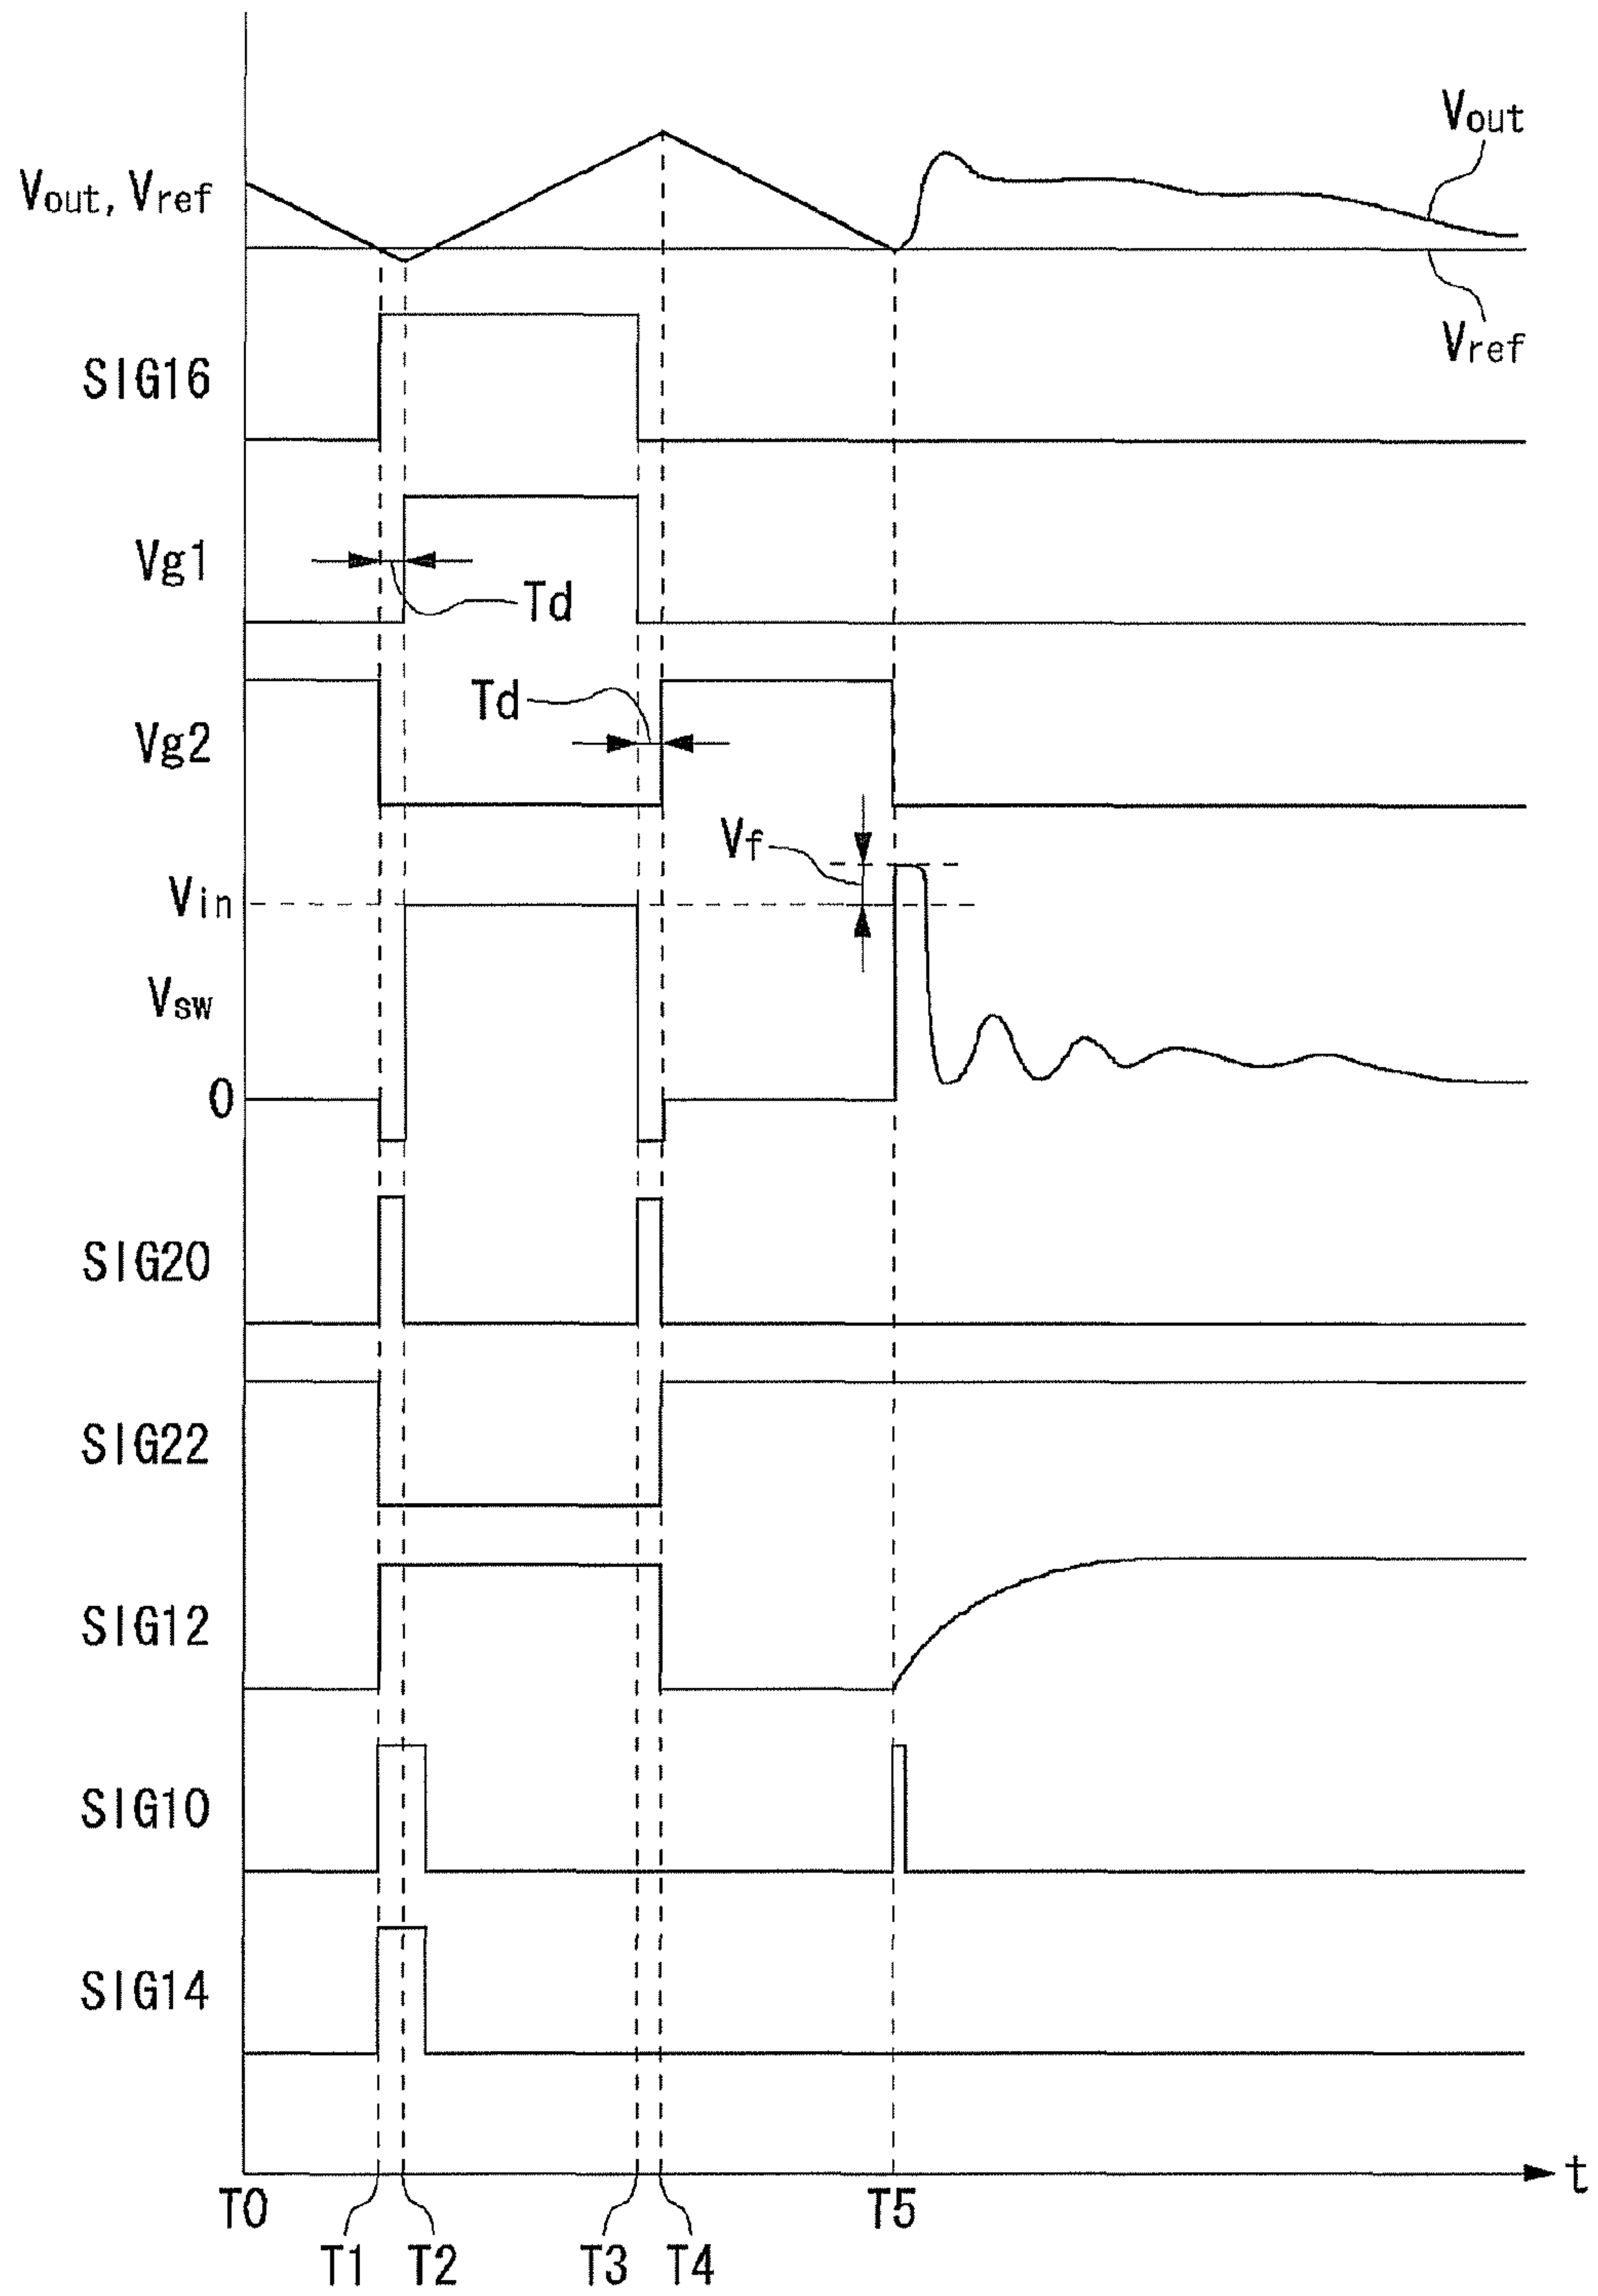 Vout
Vout, Vref
Vref
SIG16
Vg1
Td
Td
Vg2
Vf
Vin
Vsw
0
SIG20
SIG22
SIG12
SIG10
SIG14
t
T0
T5
T1
T2
T3
T4